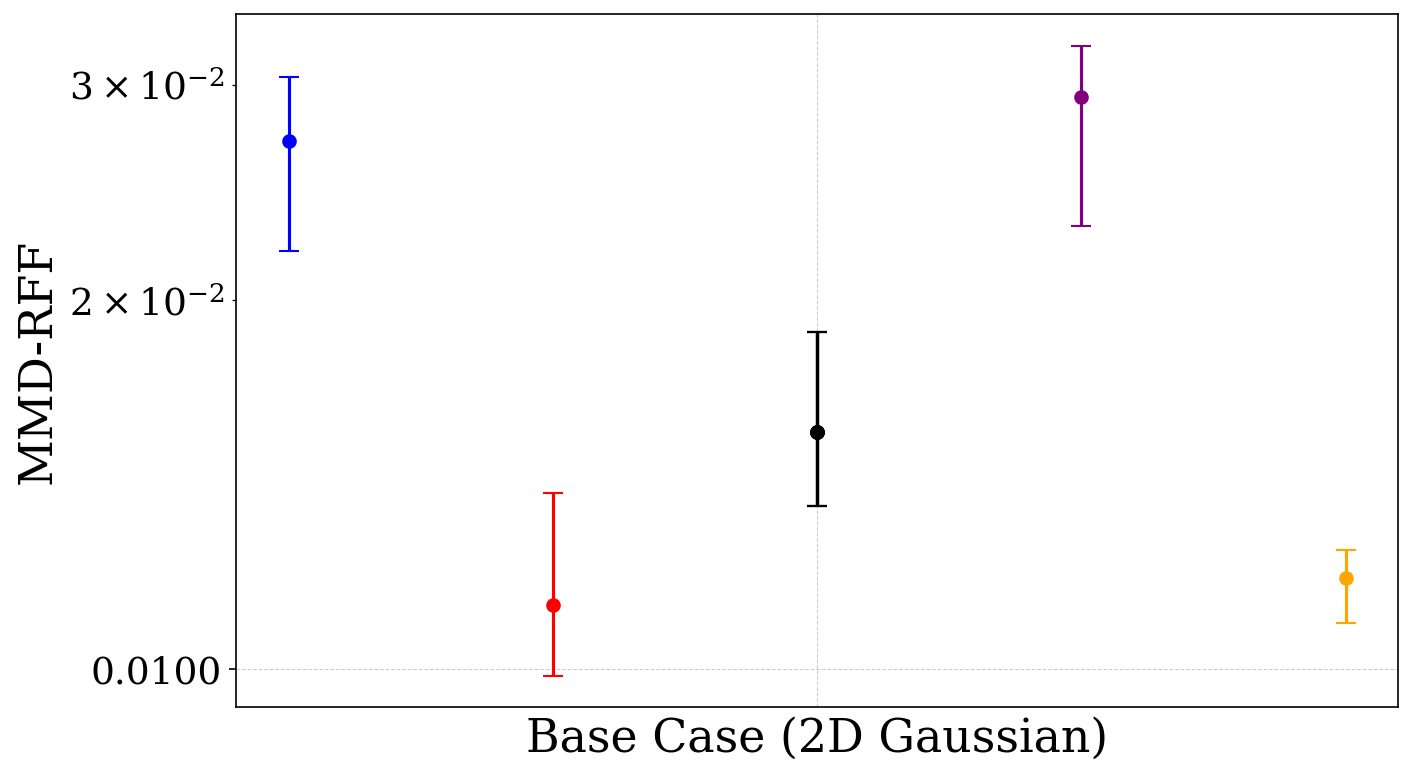 MMD-RFF
3 × 10⁻²
2 × 10⁻²
0.0100
Base Case (2D Gaussian)